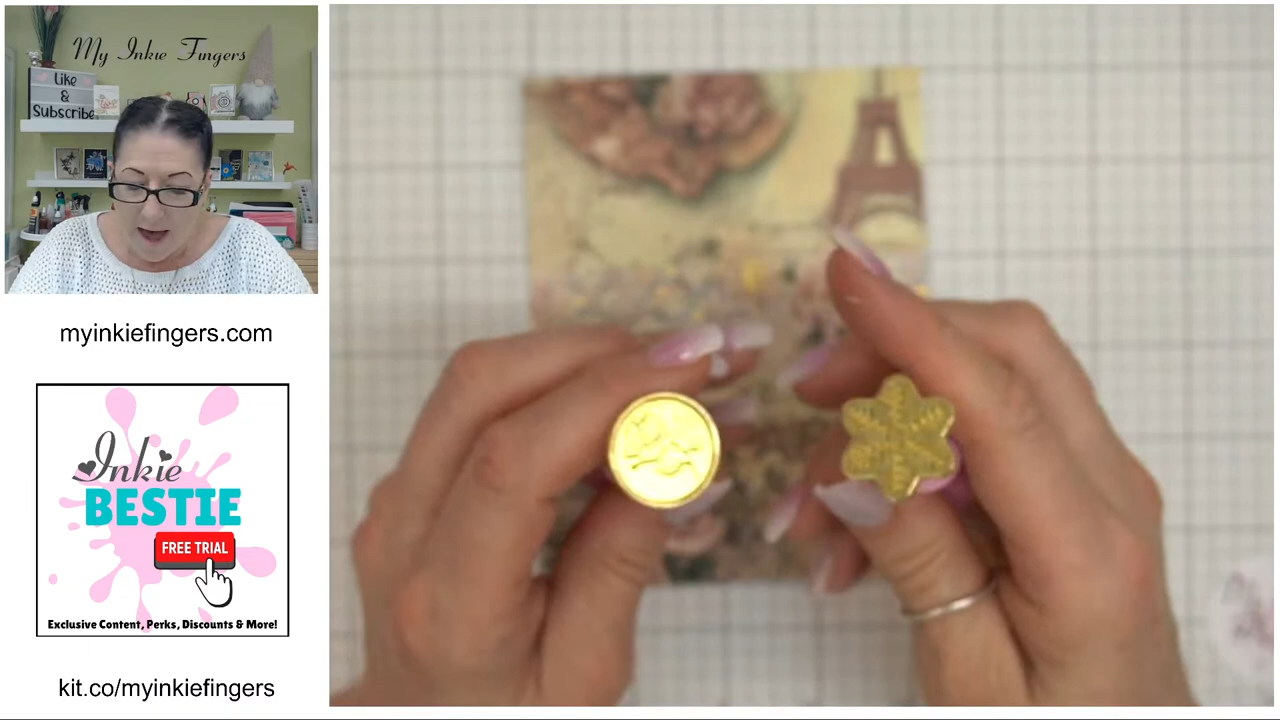 My Inkie Fingers
Like
&
Subscribe
myinkiefingers.com
Inkie
BESTIE
FREE TRIAL
Exclusive Content, Perks, Discounts & More!
kit.co/myinkiefingers